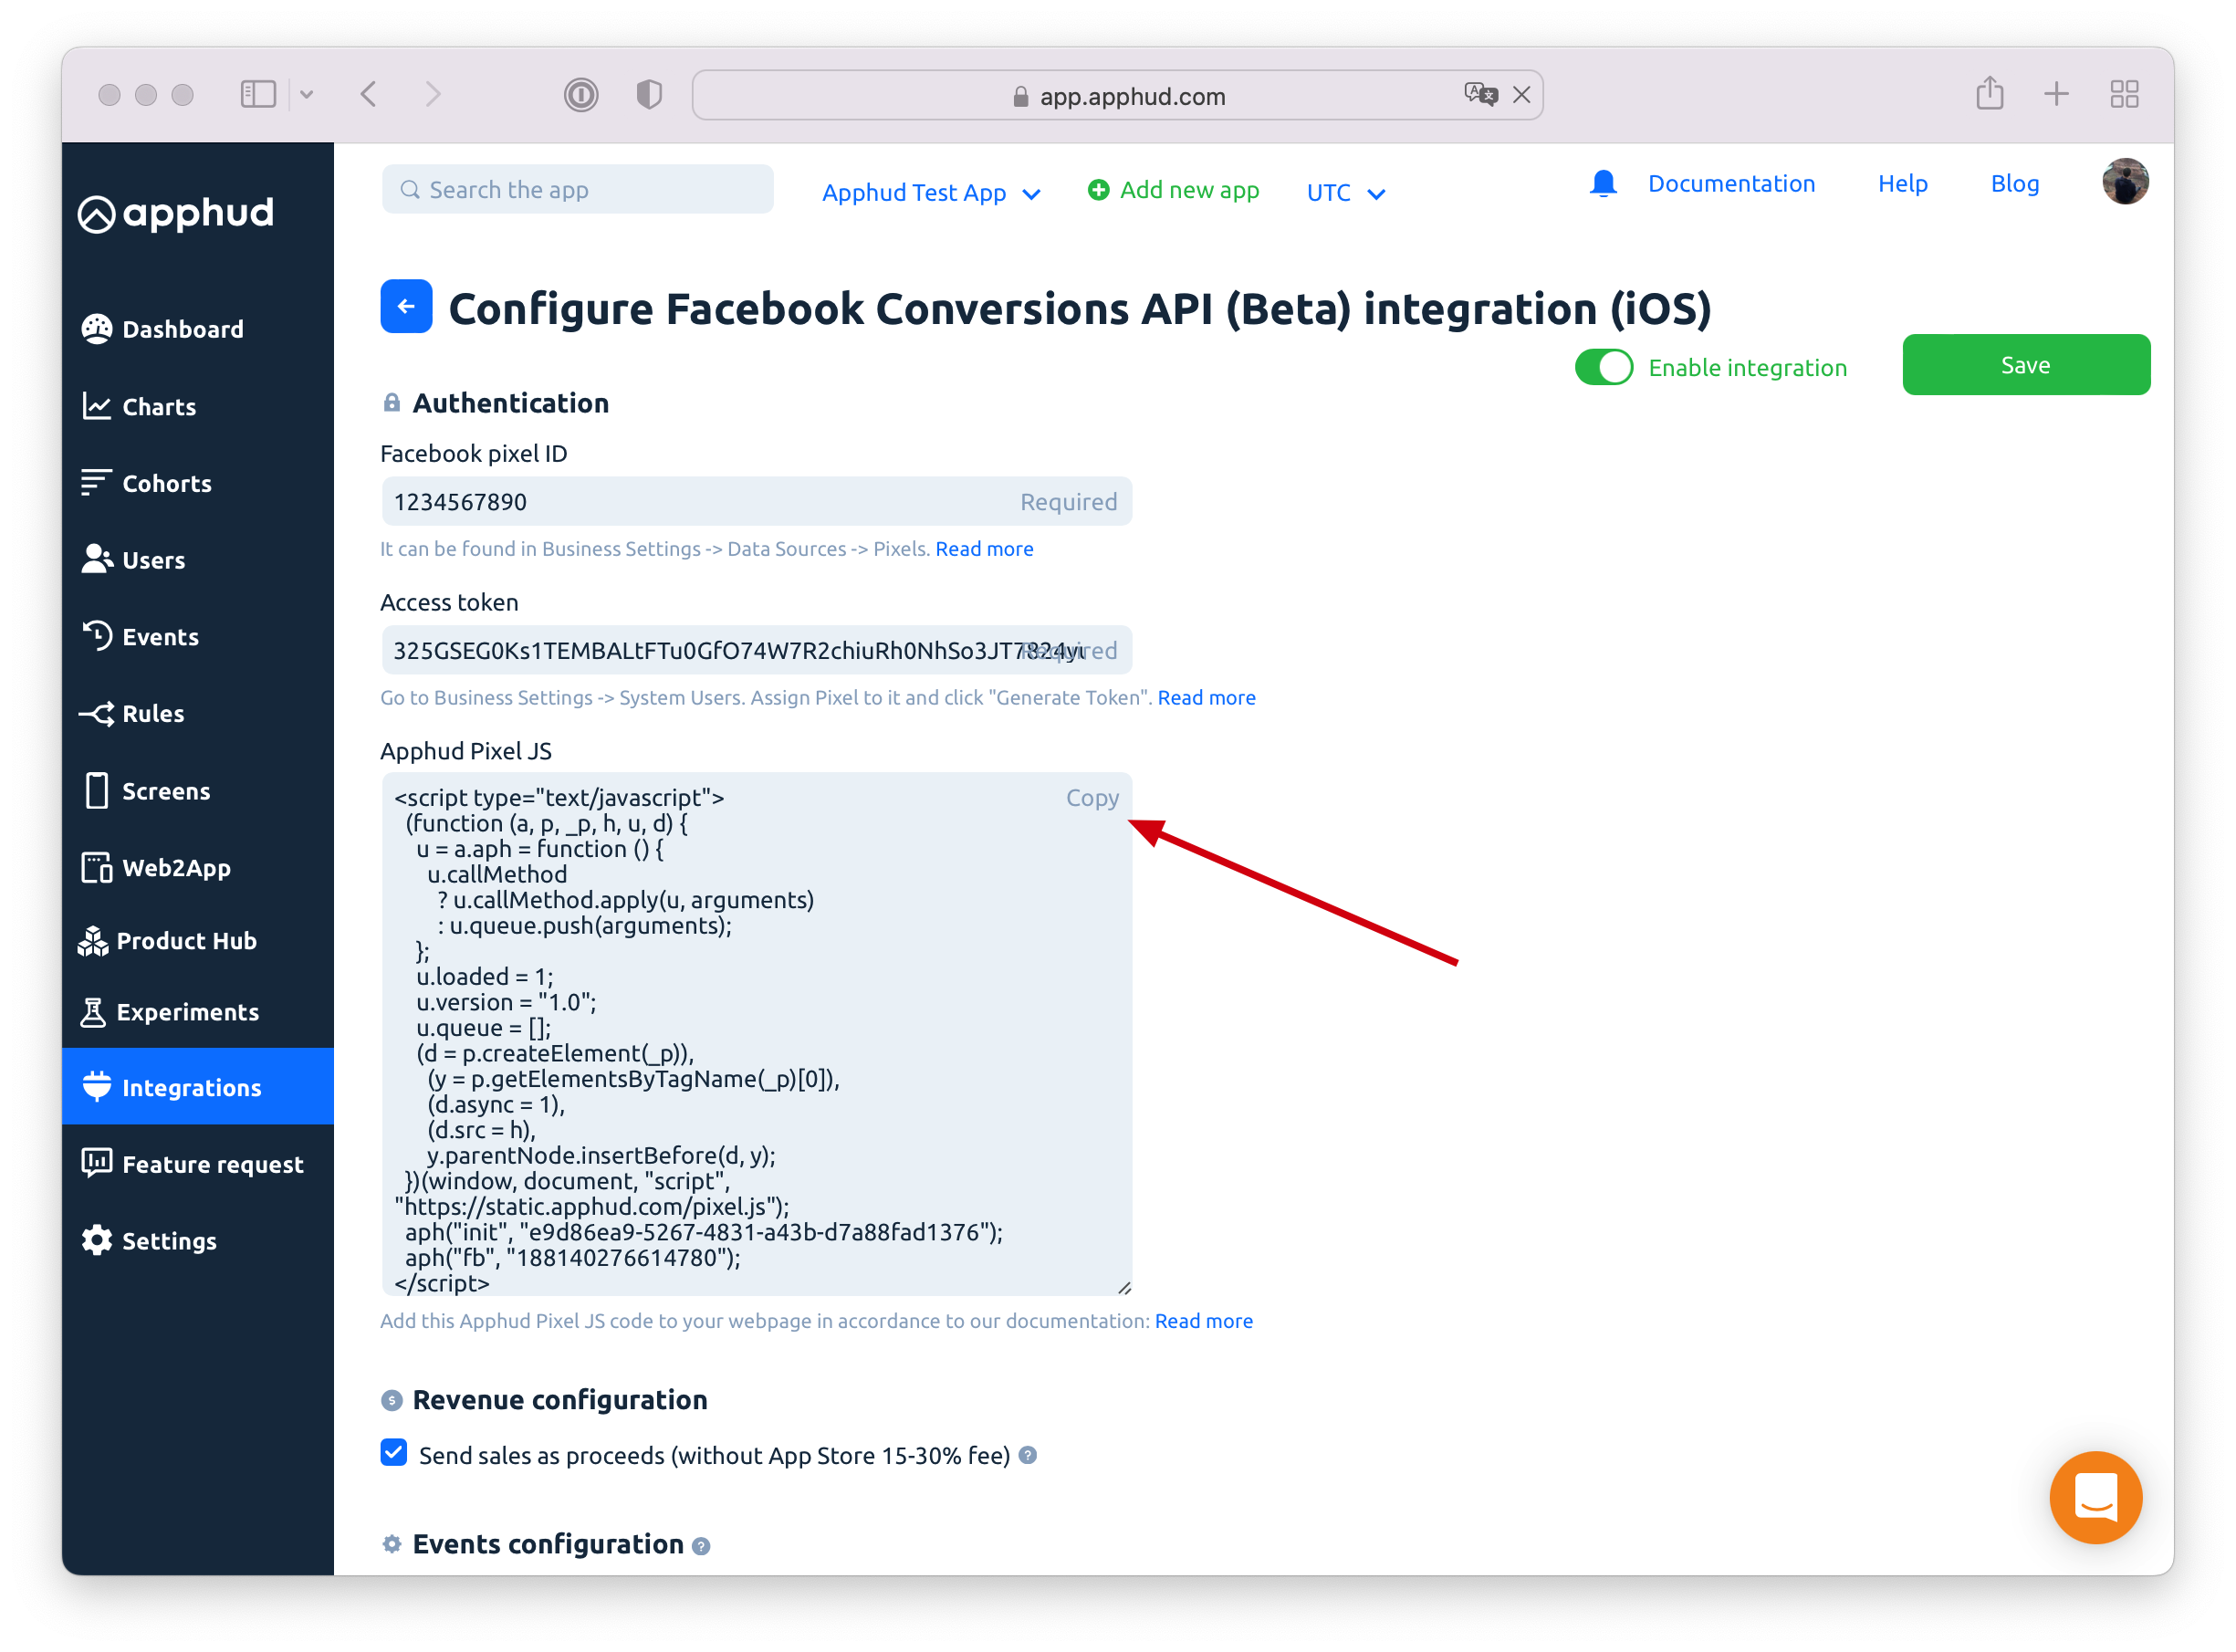 app.apphud.com
apphud
Search the app
Apphud Test App
Add new app
UTC
Documentation
Help
Blog
Dashboard
Charts
Cohorts
Users
Events
Rules
Screens
Web2App
Product Hub
Experiments
Integrations
Feature request
Settings
Configure Facebook Conversions API (Beta) integration (iOS)
Enable integration
Save
Authentication
Facebook pixel ID
1234567890
Required
It can be found in Business Settings -> Data Sources -> Pixels. Read more
Access token
325GSEG0Ks1TEMBALtFTu0GfO74W7R2chiuRh0NhSo3JT7824yu
Required
Go to Business Settings -> System Users. Assign Pixel to it and click "Generate Token". Read more
Apphud Pixel JS
Copy
<script type="text/javascript">
(function (a, p, _p, h, u, d) {
u = a.aph = function () {
u.callMethod
? u.callMethod.apply(u, arguments)
: u.queue.push(arguments);
};
u.loaded = 1;
u.version = "1.0";
u.queue = [];
(d = p.createElement(_p)),
(y = p.getElementsByTagName(_p)[0]),
(d.async = 1),
(d.src = h),
y.parentNode.insertBefore(d, y);
})(window, document, "script",
"https://static.apphud.com/pixel.js");
aph("init", "e9d86ea9-5267-4831-a43b-d7a88fad1376");
aph("fb", "188140276614780");
</script>
Add this Apphud Pixel JS code to your webpage in accordance to our documentation: Read more
Revenue configuration
Send sales as proceeds (without App Store 15-30% fee)
Events configuration